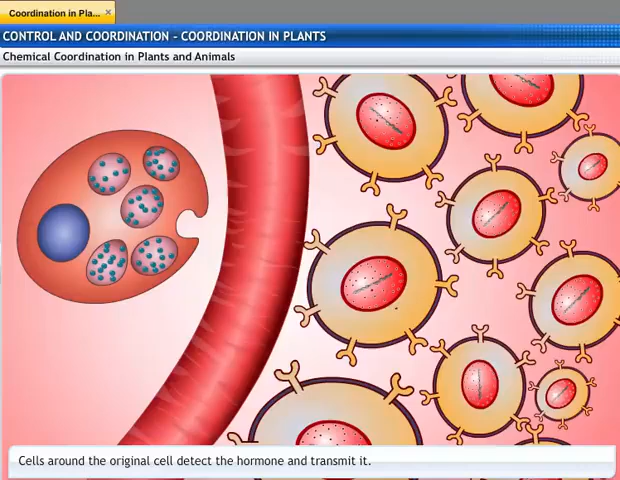 Coordination in Pla...
CONTROL AND COORDINATION - COORDINATION IN PLANTS
Chemical Coordination in Plants and Animals
Cells around the original cell detect the hormone and transmit it.